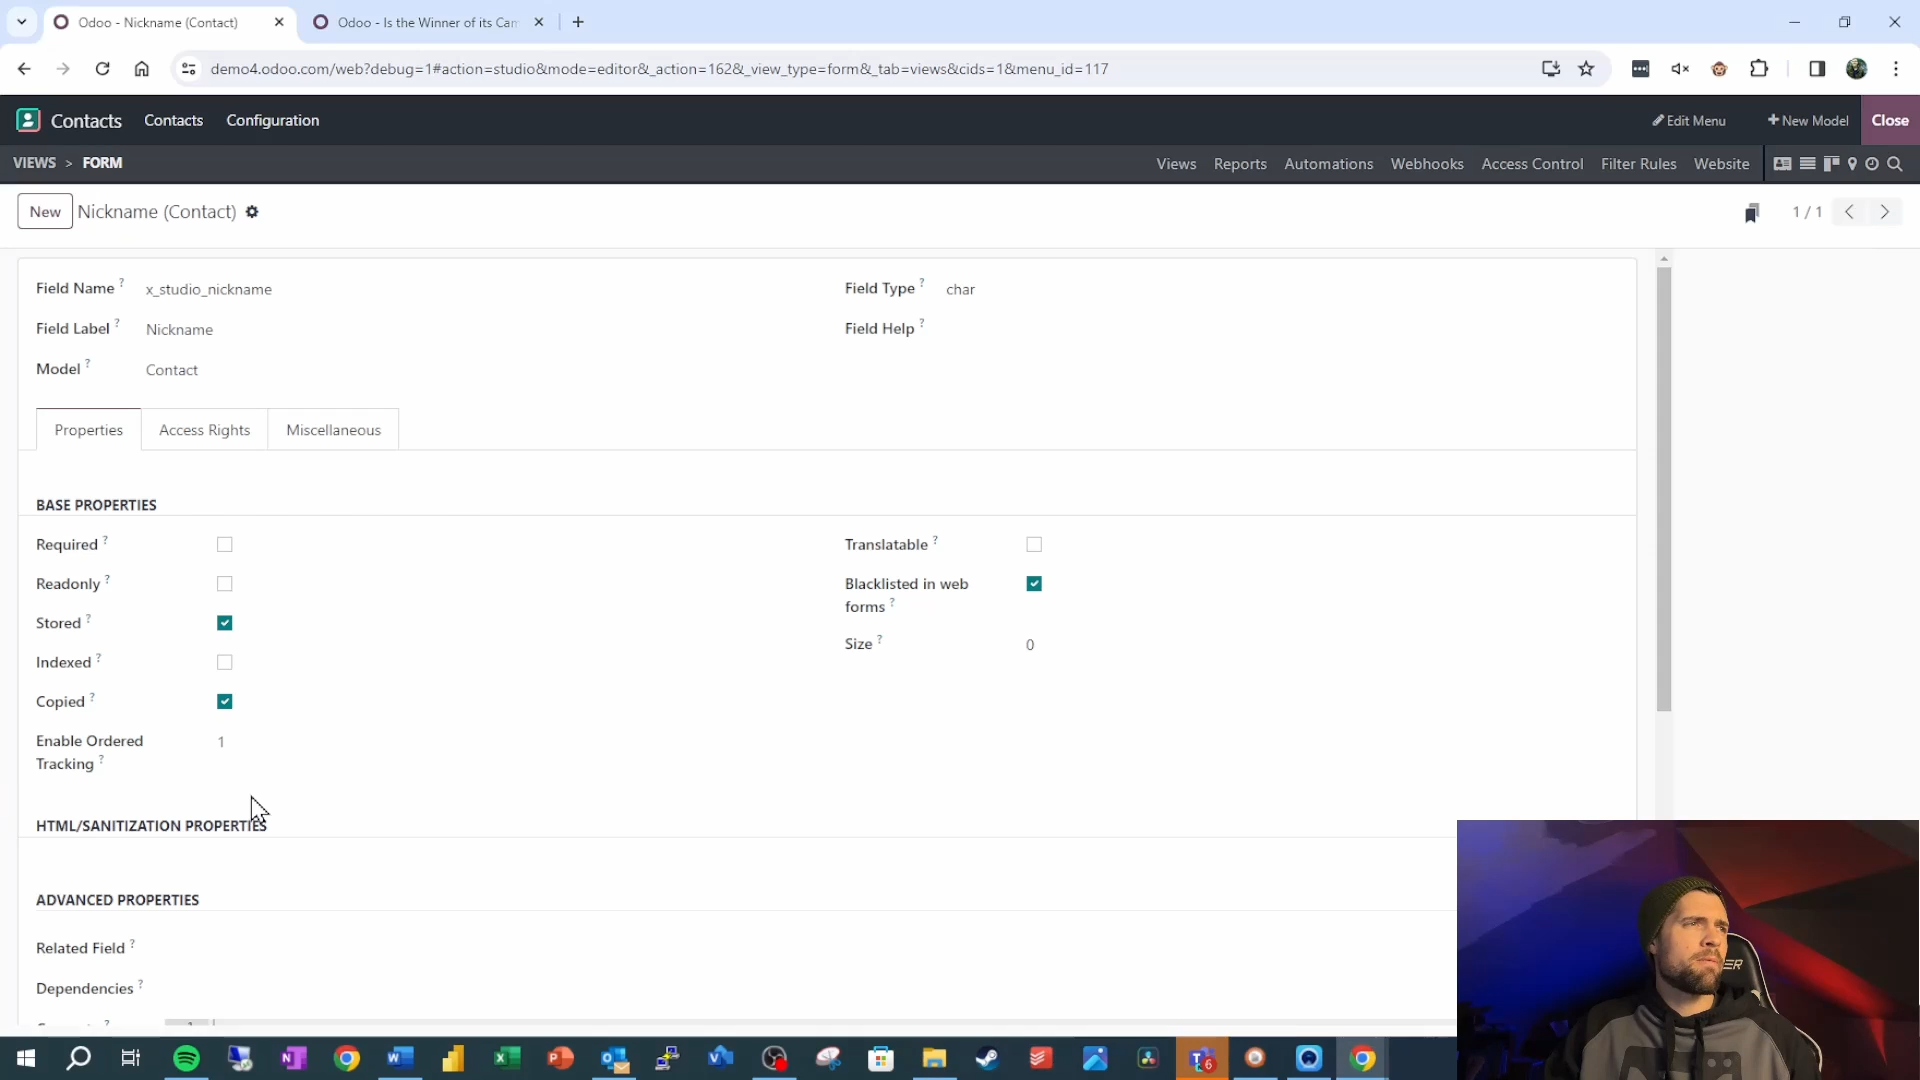 Odoo - Nickname (Contact)
Odoo - Is the Winner of its Cam
demo4.odoo.com/web?debug=1#action=studio&mode=editor&_action=162&_view_type=form&_tab=views&cids=1&menu_id=117
Contacts Contacts Configuration Edit Menu New Model Close
VIEWS > FORM Views Reports Automations Webhooks Access Control Filter Rules Website
New Nickname (Contact) 1 / 1
Field Name ? x_studio_nickname Field Type ? char
Field Label ? Nickname Field Help ?
Model ? Contact
Properties Access Rights Miscellaneous
BASE PROPERTIES
Required ? Translatable ?
Readonly ? Blacklisted in web
forms ?
Stored ?
Size ? 0
Indexed ?
Copied ?
Enable Ordered 1
Tracking ?
HTML/SANITIZATION PROPERTIES
ADVANCED PROPERTIES
Related Field ?
Dependencies ?
1
6